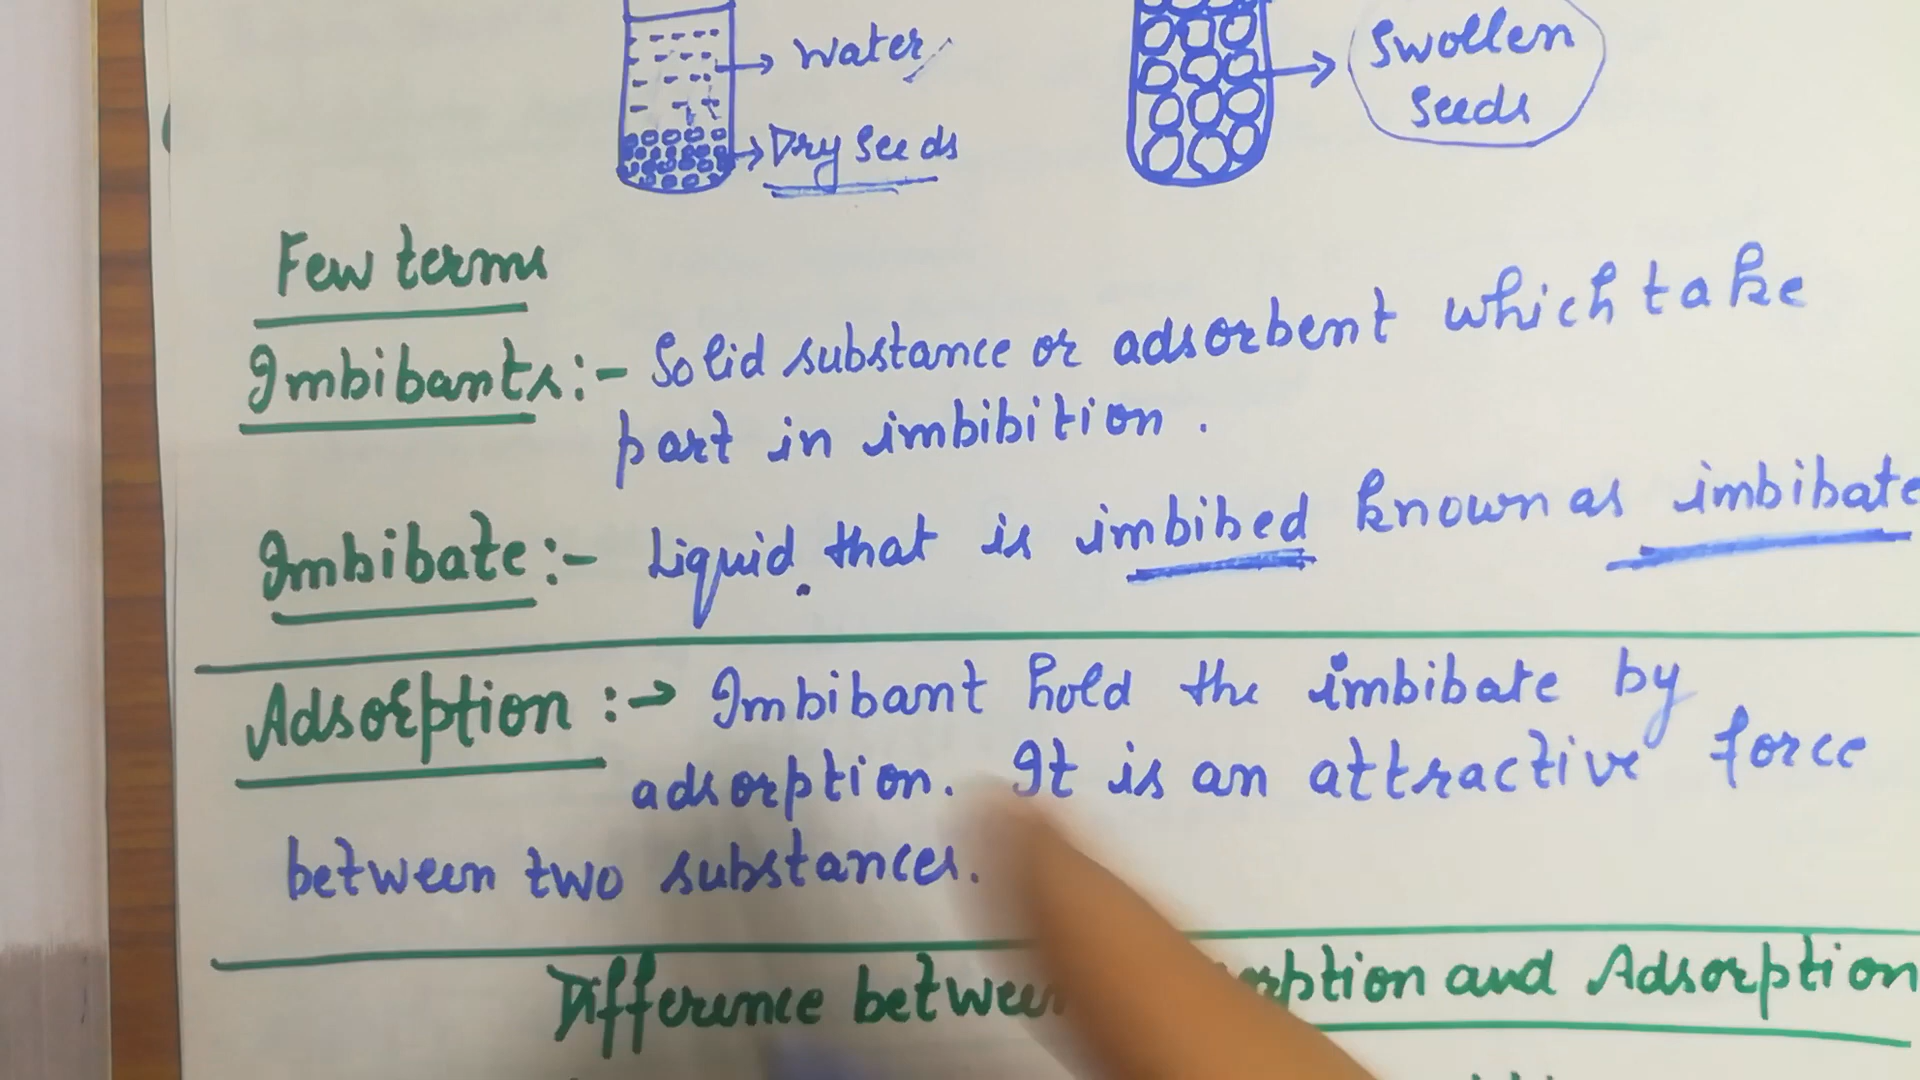 Water
Swollen
Seeds
Dry seeds
Few terms
Imbibants:- Solid substance or adsorbent which take
part in imbibition.
Imbibate:- Liquid that is imbibed known as imbibate
Adsorption :→ Imbibant hold the imbibate by
adsorption. It is an attractive force
between two substances.
Difference between and Adsorption